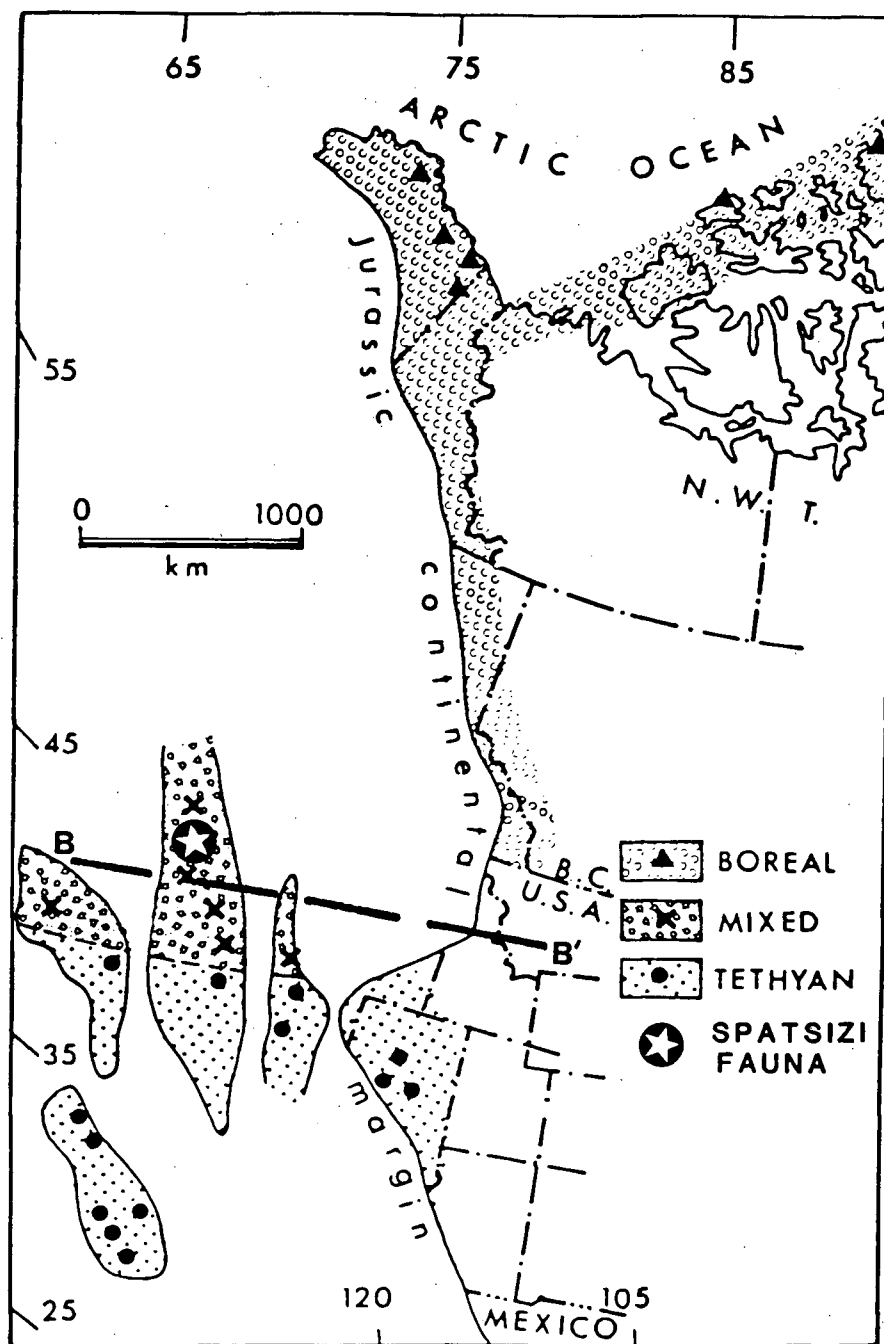 65 75 85
ARCTIC OCEAN
Jurassic continental margin
55
N.W.T.
0 1000
km
45
B B'
B.C.
U.S.A.
BOREAL
MIXED
TETHYAN
SPATSIZI
FAUNA
35
25
120 105
MEXICO